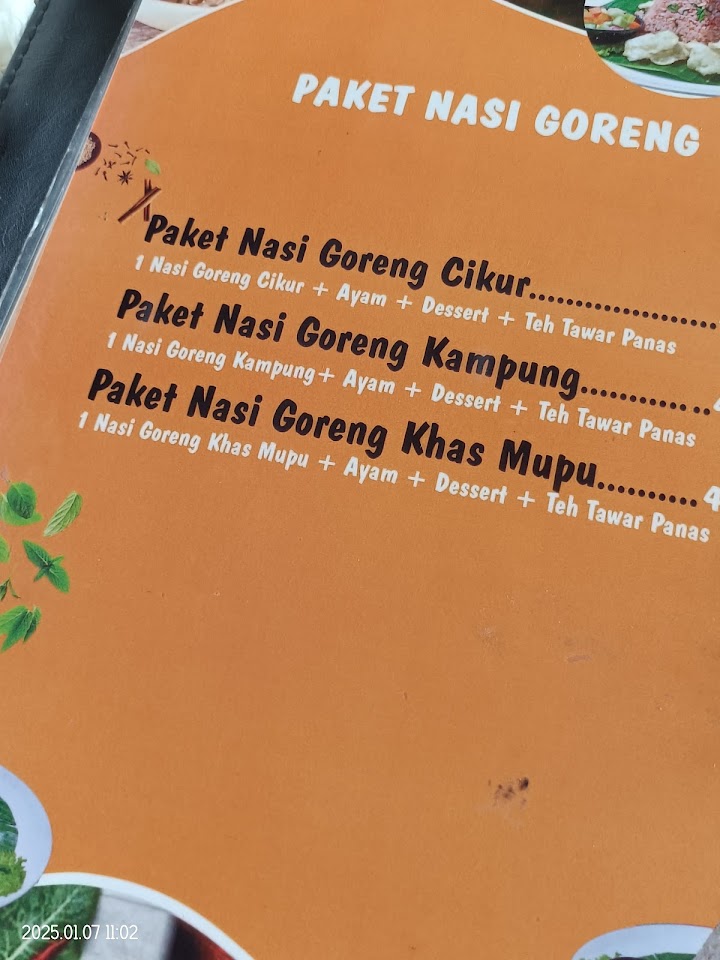 PAKET NASI GORENG
Paket Nasi Goreng Cikur..........................
1 Nasi Goreng Cikur + Ayam + Dessert + Teh Tawar Panas
Paket Nasi Goreng Kampung..............
1 Nasi Goreng Kampung+ Ayam + Dessert + Teh Tawar Panas
Paket Nasi Goreng Khas Mupu...........4
1 Nasi Goreng Khas Mupu + Ayam + Dessert + Teh Tawar Panas
2025.01.07 11:02